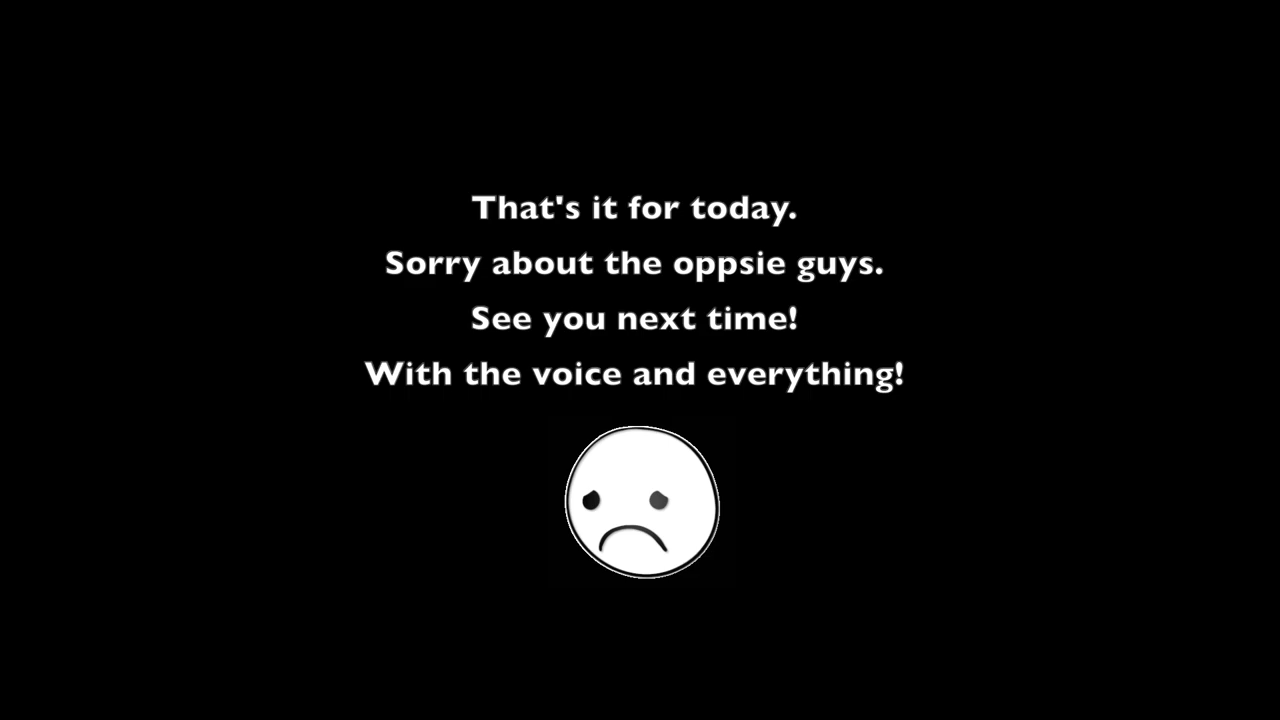 That's it for today.
Sorry about the oppsie guys.
See you next time!
With the voice and everything!